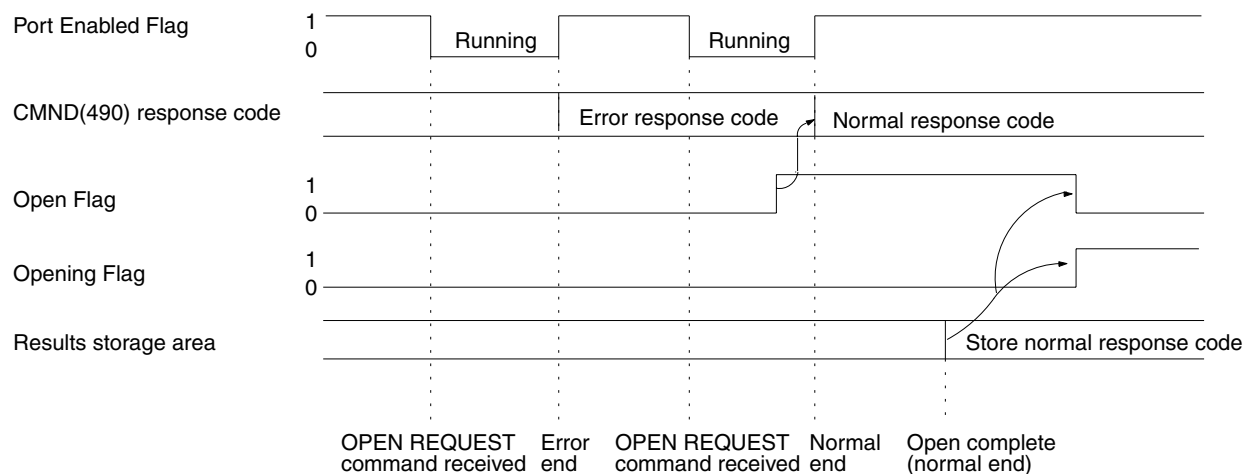 Port Enabled Flag
1
0
Running
Running
CMND(490) response code
Error response code
Normal response code
Open Flag
1
0
Opening Flag
1
0
Results storage area
Store normal response code
OPEN REQUEST
command received
Error
end
OPEN REQUEST
command received
Normal
end
Open complete
(normal end)